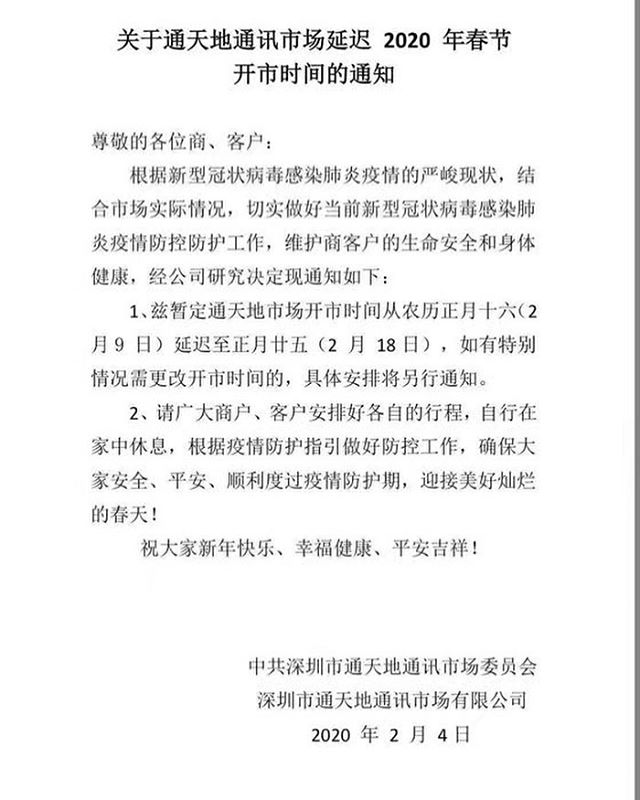 关于通天地通讯市场延迟 2020 年春节
开市时间的通知
尊敬的各位商、客户：
根据新型冠状病毒感染肺炎疫情的严峻现状，结
合市场实际情况，切实做好当前新型冠状病毒感染肺
炎疫情防控防护工作，维护商客户的生命安全和身体
健康，经公司研究决定现通知如下：
1、兹暂定通天地市场开市时间从农历正月十六（2
月 9 日）延迟至正月廿五（2 月 18 日），如有特别
情况需更改开市时间的，具体安排将另行通知。
2、请广大商户、客户安排好各自的行程，自行在
家中休息，根据疫情防护指引做好防控工作，确保大
家安全、平安、顺利度过疫情防护期，迎接美好灿烂
的春天！
祝大家新年快乐、幸福健康、平安吉祥！
中共深圳市通天地通讯市场委员会
深圳市通天地通讯市场有限公司
2020 年 2 月 4 日